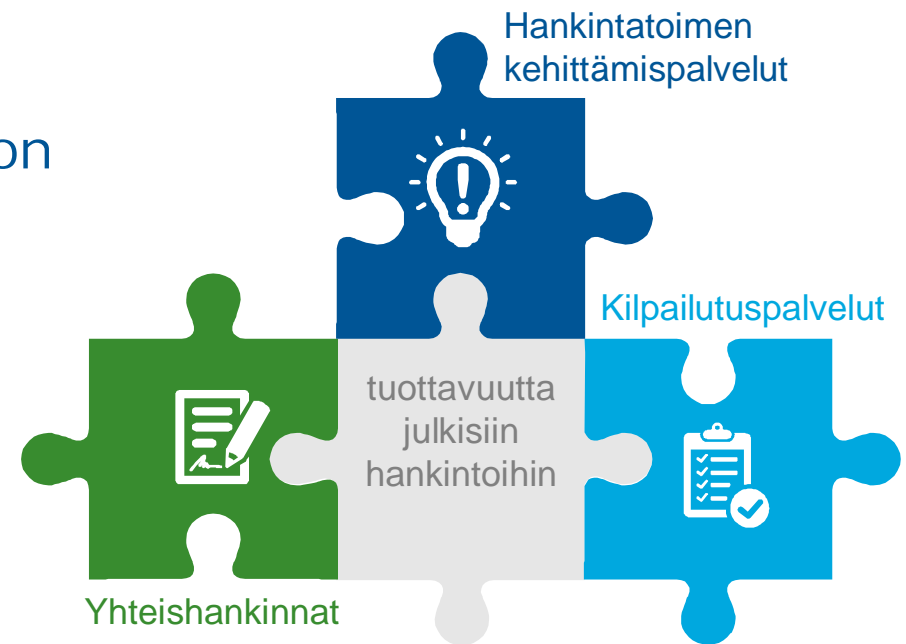 Hankintatoimen
kehittämispalvelut
on
Kilpailutuspalvelut
tuottavuutta
julkisiin
hankintoihin
Yhteishankinnat